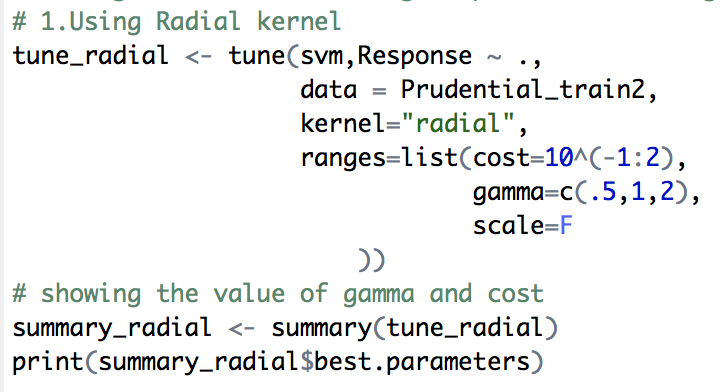 # 1.Using Radial kernel
tune_radial <- tune(svm,Response ~ .,
                    data = Prudential_train2,
                    kernel="radial",
                    ranges=list(cost=10^(-1:2),
                                gamma=c(.5,1,2),
                                scale=F
                        ))
# showing the value of gamma and cost
summary_radial <- summary(tune_radial)
print(summary_radial$best.parameters)